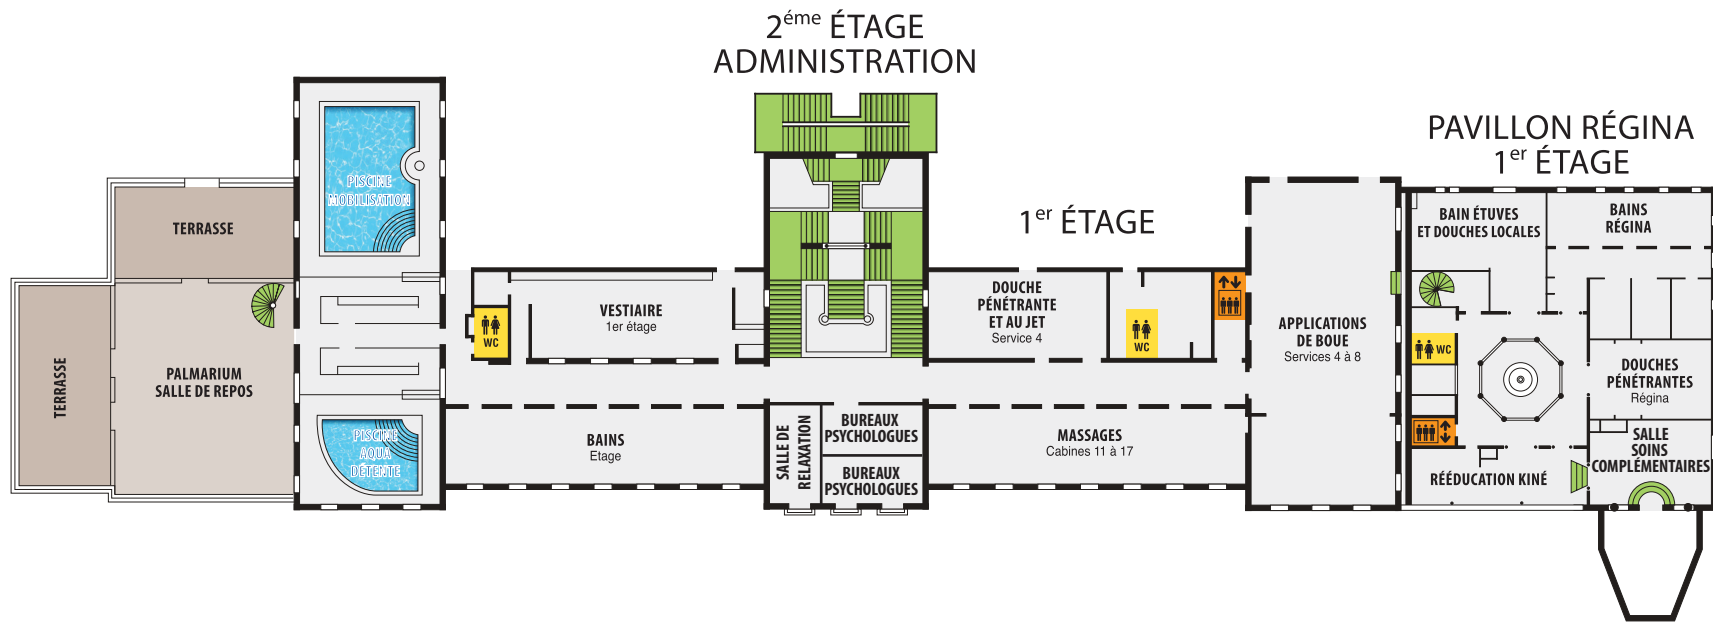 2éme ÉTAGE
ADMINISTRATION
1er ÉTAGE
PAVILLON RÉGINA
1er ÉTAGE
TERRASSE
TERRASSE
PALMARIUM
SALLE DE REPOS
PISCINE
MOBILISATION
PISCINE
AQUA
DÉTENTE
WC
VESTIAIRE
1er étage
BAINS
Etage
SALLE DE
RELAXATION
BUREAUX
PSYCHOLOGUES
BUREAUX
PSYCHOLOGUES
DOUCHE
PÉNÉTRANTE
ET AU JET
Service 4
WC
MASSAGES
Cabines 11 à 17
APPLICATIONS
DE BOUE
Services 4 à 8
BAIN ÉTUVES
ET DOUCHES LOCALES
BAINS
RÉGINA
WC
DOUCHES
PÉNÉTRANTES
Régina
SALLE
SOINS
COMPLÉMENTAIRES
RÉÉDUCATION KINÉ